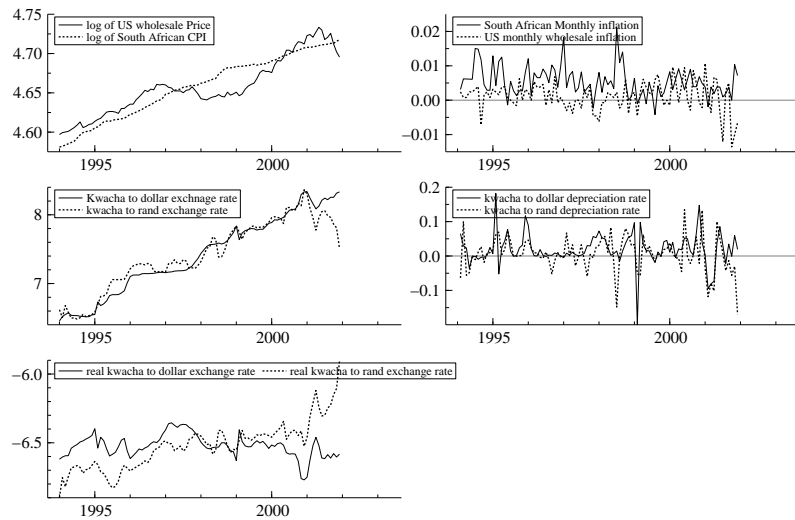 4.75
log of US wholesale Price
log of South African CPI
4.70
4.65
4.60
1995 2000
0.01
South African Monthly inflation
US monthly wholesale inflation
0.00
−0.01
1995 2000
8
7
Kwacha to dollar exchnage rate
kwacha to rand exchange rate
1995 2000
0.2
kwacha to dollar depreciation rate
kwacha to rand depreciation rate
0.1
0.0
−0.1
1995 2000
−6.0
real kwacha to dollar exchange rate real kwacha to rand exchange rate
−6.5
1995 2000